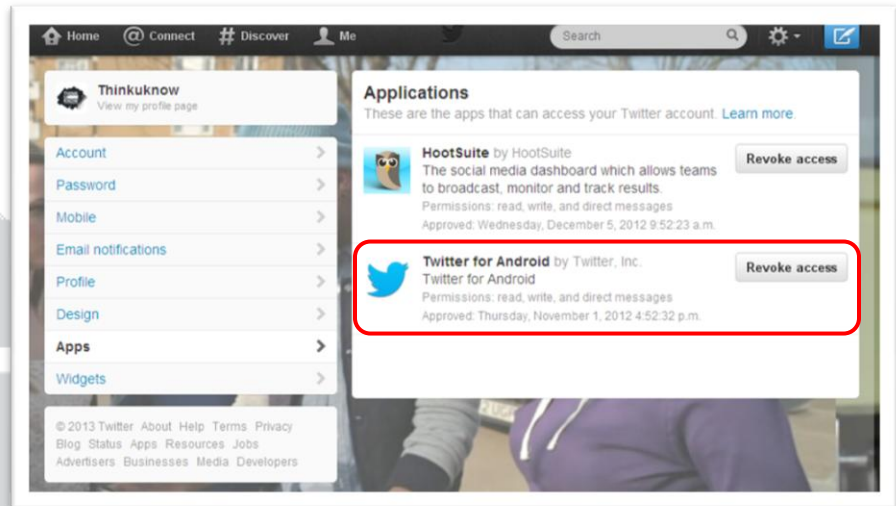 Home @ Connect # Discover Me
Search
Thinkuknow
View my profile page
Account
Password
Mobile
Email notifications
Profile
Design
Apps
Widgets
© 2013 Twitter About Help Terms Privacy
Blog Status Apps Resources Jobs
Advertisers Businesses Media Developers
Applications
These are the apps that can access your Twitter account. Learn more.
HootSuite by HootSuite
The social media dashboard which allows teams
to broadcast, monitor and track results.
Permissions: read, write, and direct messages
Approved: Wednesday, December 5, 2012 9:52:23 a.m.
Revoke access
Twitter for Android by Twitter, Inc.
Twitter for Android
Permissions: read, write, and direct messages
Approved: Thursday, November 1, 2012 4:52:32 p.m.
Revoke access